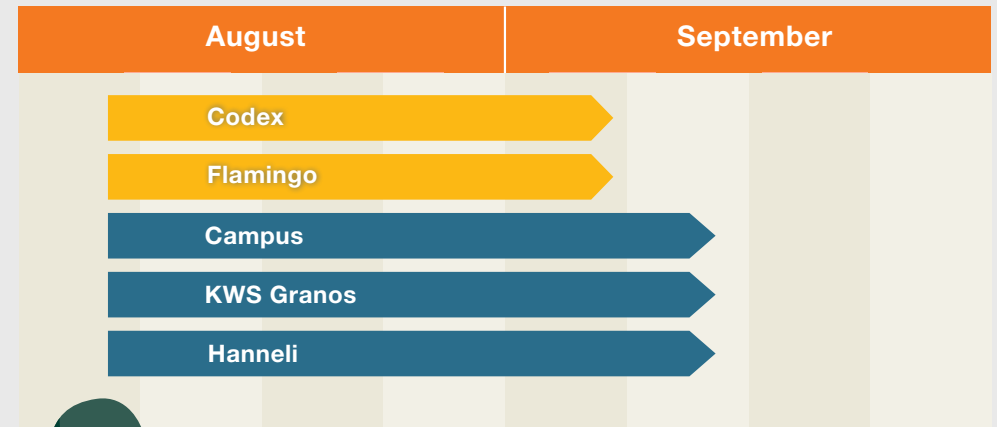 August
September
Codex
Flamingo
Campus
KWS Granos
Hanneli